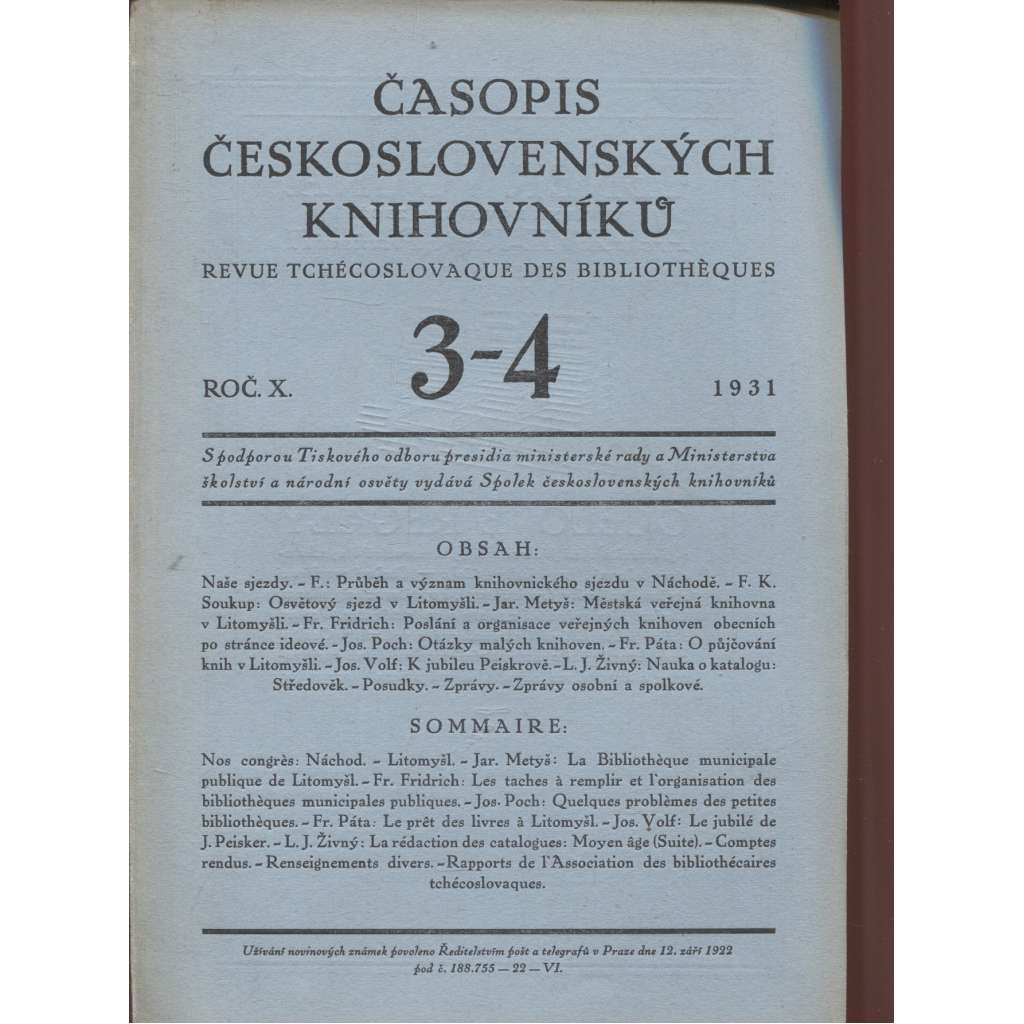 ČASOPIS
ČESKOSLOVENSKÝCH
KNIHOVNÍKŮ
REVUE TCHÉCOSLOVAQUE DES BIBLIOTHÈQUES
ROČ. X. 3-4 1931
S podporou Tiskového odboru presidia ministerské rady a Ministerstva
školství a národní osvěty vydává Spolek československých knihovníků
OBSAH:
Naše sjezdy. – F.: Průběh a význam knihovnického sjezdu v Náchodě. – F. K.
Soukup: Osvětový sjezd v Litomyšli. – Jar. Metyš: Městská veřejná knihovna
v Litomyšli. – Fr. Fridrich: Poslání a organisace veřejných knihoven obecních
po stránce ideové. – Jos. Poch: Otázky malých knihoven. – Fr. Páta: O půjčování
knih v Litomyšli. – Jos. Volf: K jubileu Peiskrově. – L. J. Živný: Nauka o katalogu:
Středověk. – Posudky. – Zprávy. – Zprávy osobní a spolkové.
SOMMAIRE:
Nos congrès: Náchod. – Litomyšl. – Jar. Metyš: La Bibliothèque municipale
publique de Litomyšl. – Fr. Fridrich: Les taches à remplir et l'organisation des
bibliothèques municipales publiques. – Jos. Poch: Quelques problèmes des petites
bibliothèques. – Fr. Páta: Le prêt des livres à Litomyšl. – Jos. Volf: Le jubilé de
J. Peisker. – L. J. Živný: La rédaction des catalogues: Moyen âge (Suite). – Comptes
rendus. – Renseignements divers. – Rapports de l'Association des bibliothécaires
tchécoslovaques.
Užívání novinových známek povoleno Ředitelstvím pošt a telegrafů v Praze dne 12. září 1922
pod č. 188.755 — 22 — VI.